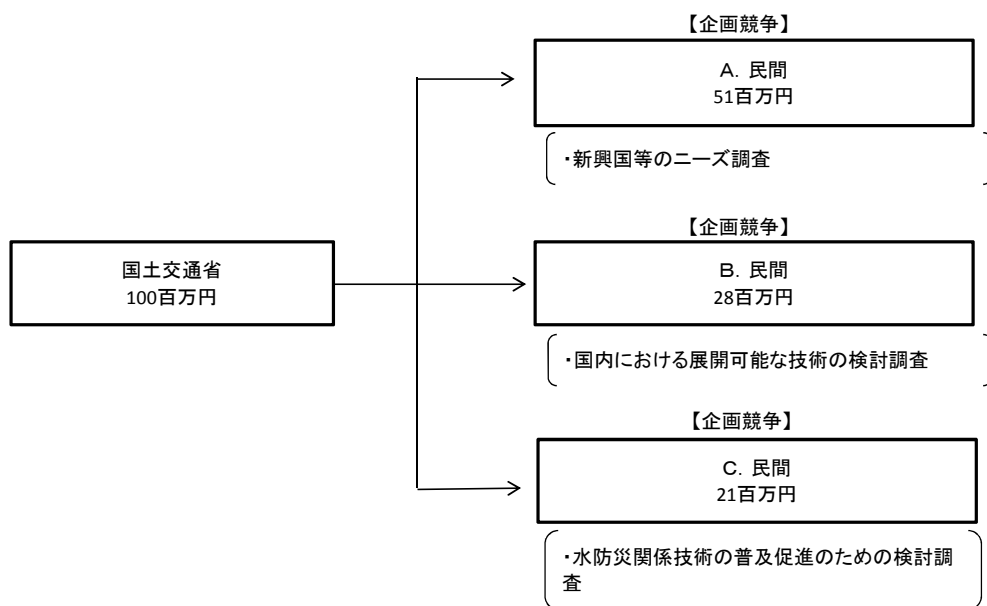 【企画競争】
A. 民間
51百万円
・新興国等のニーズ調査
【企画競争】
国土交通省
100百万円
B. 民間
28百万円
・国内における展開可能な技術の検討調査
【企画競争】
C. 民間
21百万円
・水防災関係技術の普及促進のための検討調
査